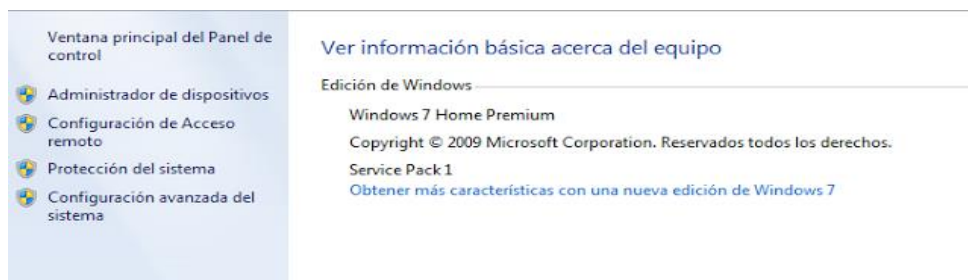 Ventana principal del Panel de
control
Administrador de dispositivos
Configuración de Acceso
remoto
Protección del sistema
Configuración avanzada del
sistema
Ver información básica acerca del equipo
Edición de Windows
Windows 7 Home Premium
Copyright © 2009 Microsoft Corporation. Reservados todos los derechos.
Service Pack 1
Obtener más características con una nueva edición de Windows 7